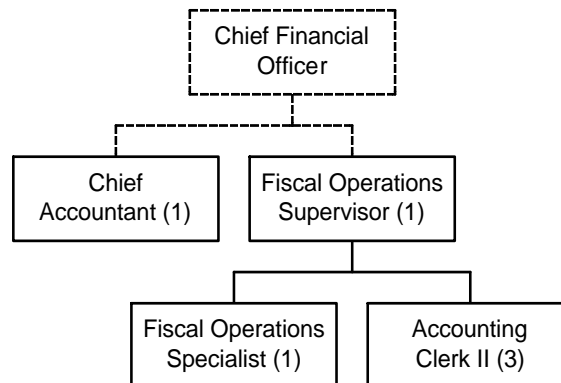 Chief Financial
Officer
Chief
Accountant (1)
Fiscal Operations
Supervisor (1)
Fiscal Operations
Specialist (1)
Accounting
Clerk II (3)